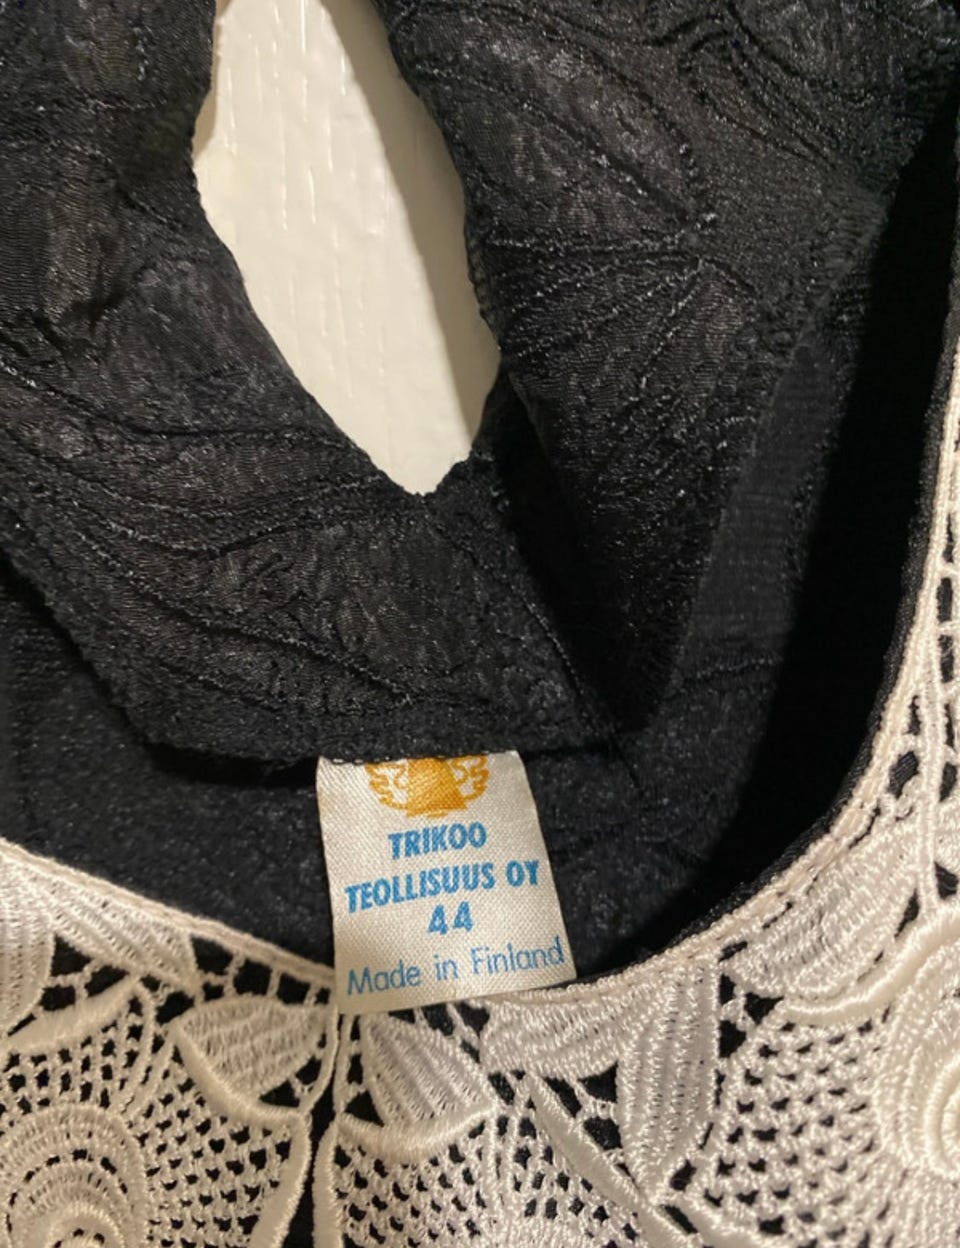 TRIKOO
TEOLLISUUS OY
44
Made in Finland